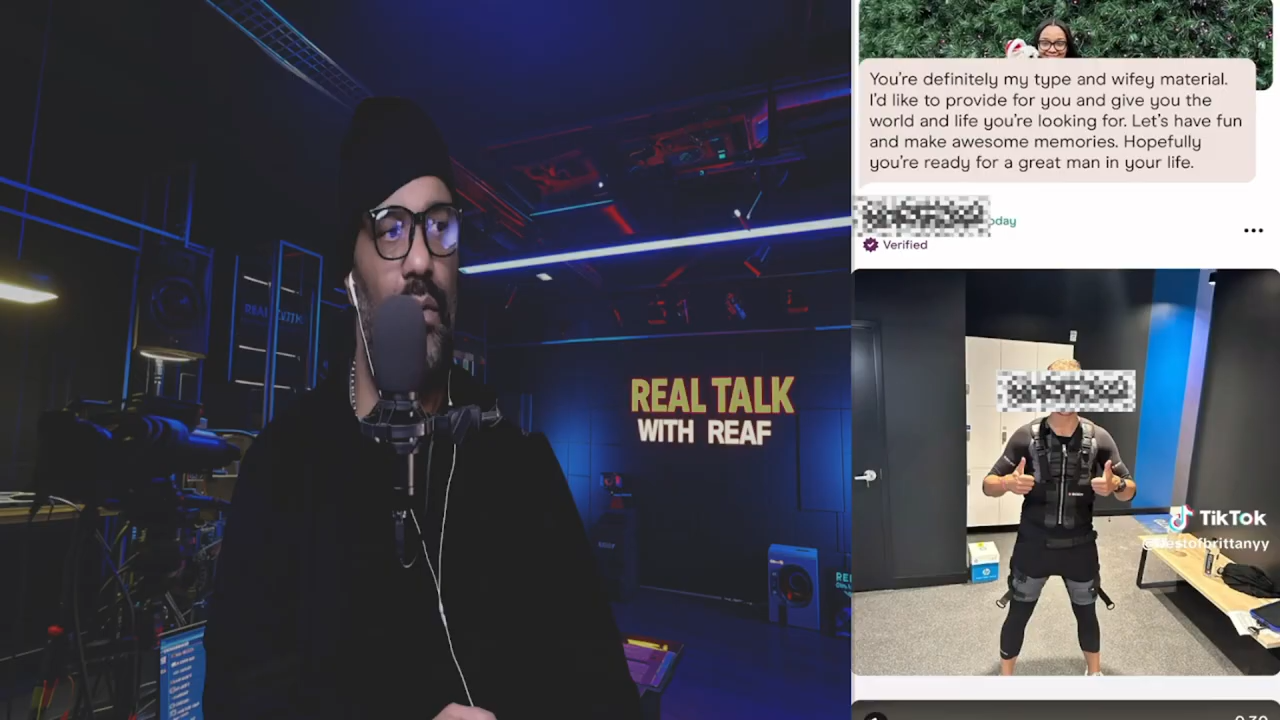 REAL TALK
WITH REAF
You're definitely my type and wifey material.
I'd like to provide for you and give you the
world and life you're looking for. Let's have fun
and make awesome memories. Hopefully
you're ready for a great man in your life.
Verified
TikTok